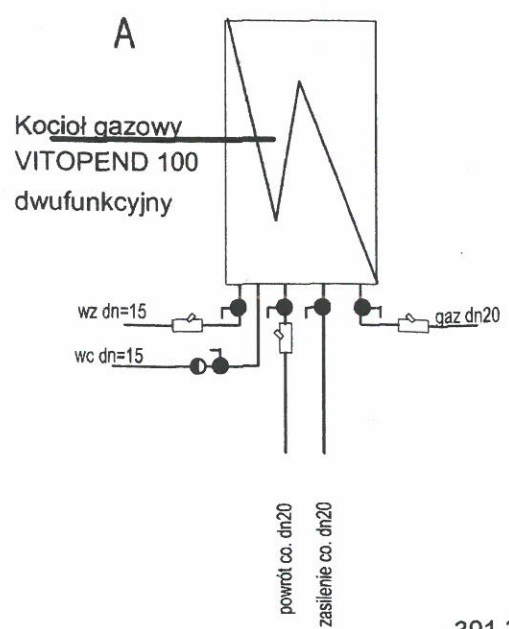 A
Kocioł gazowy
VITOPEND 100
dwufunkcyjny
wz dn=15
gaz dn20
wc dn=15
powrót co. dn20
zasilenie co. dn20